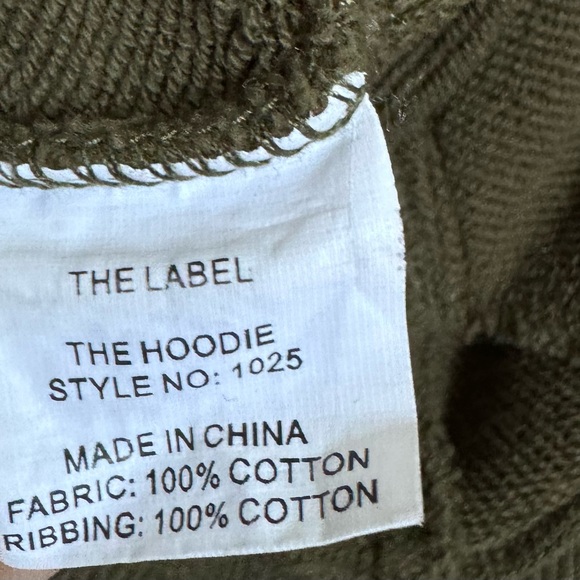 THE LABEL
THE HOODIE
STYLE NO: 1025
MADE IN CHINA
FABRIC: 100% COTTON
RIBBING: 100% COTTON